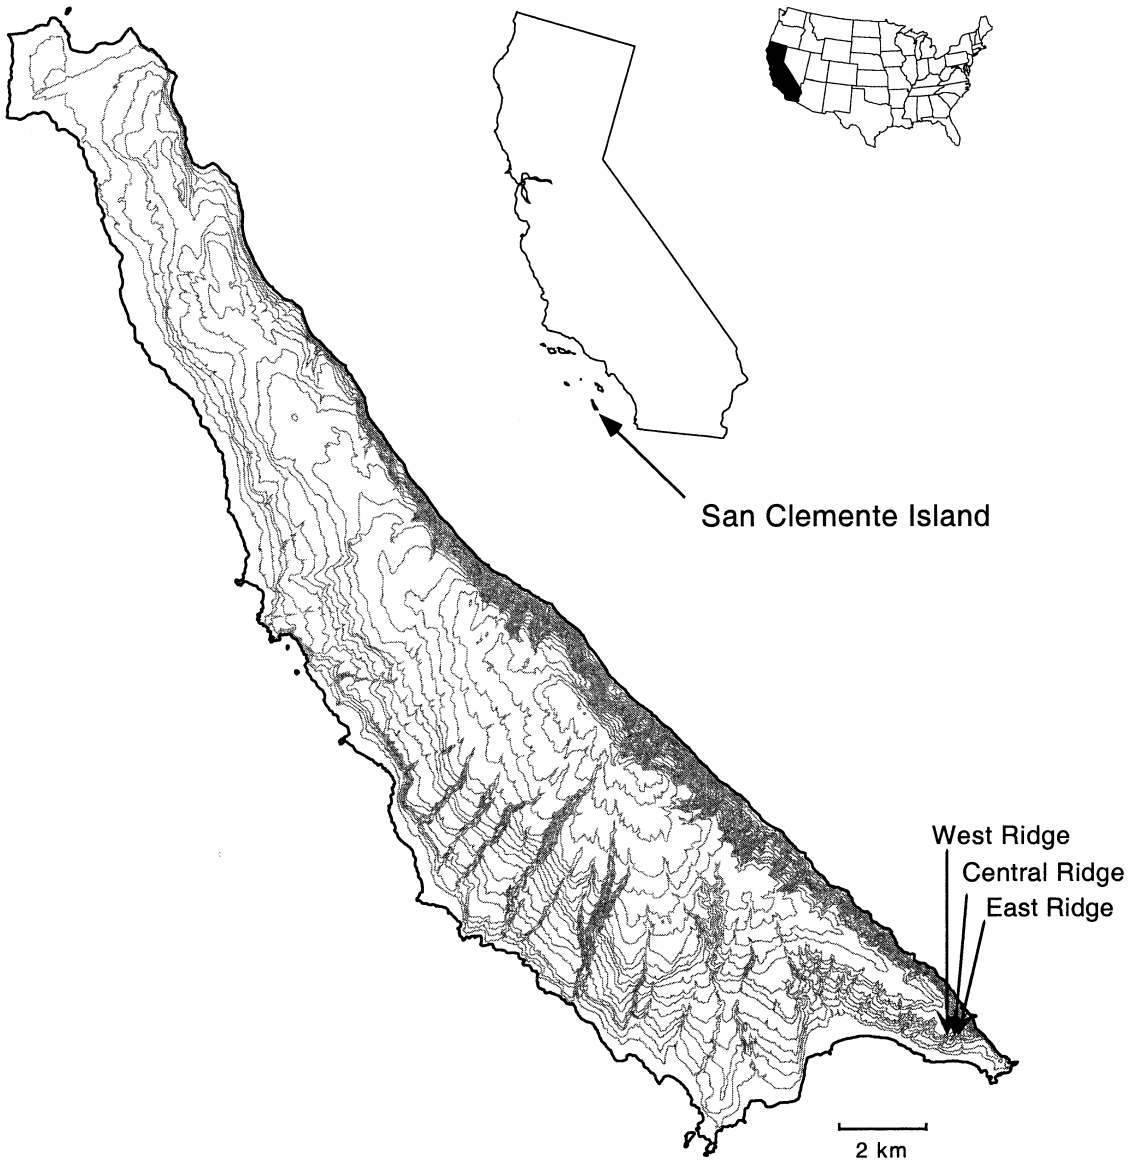 San Clemente Island
West Ridge
Central Ridge
East Ridge
2 km